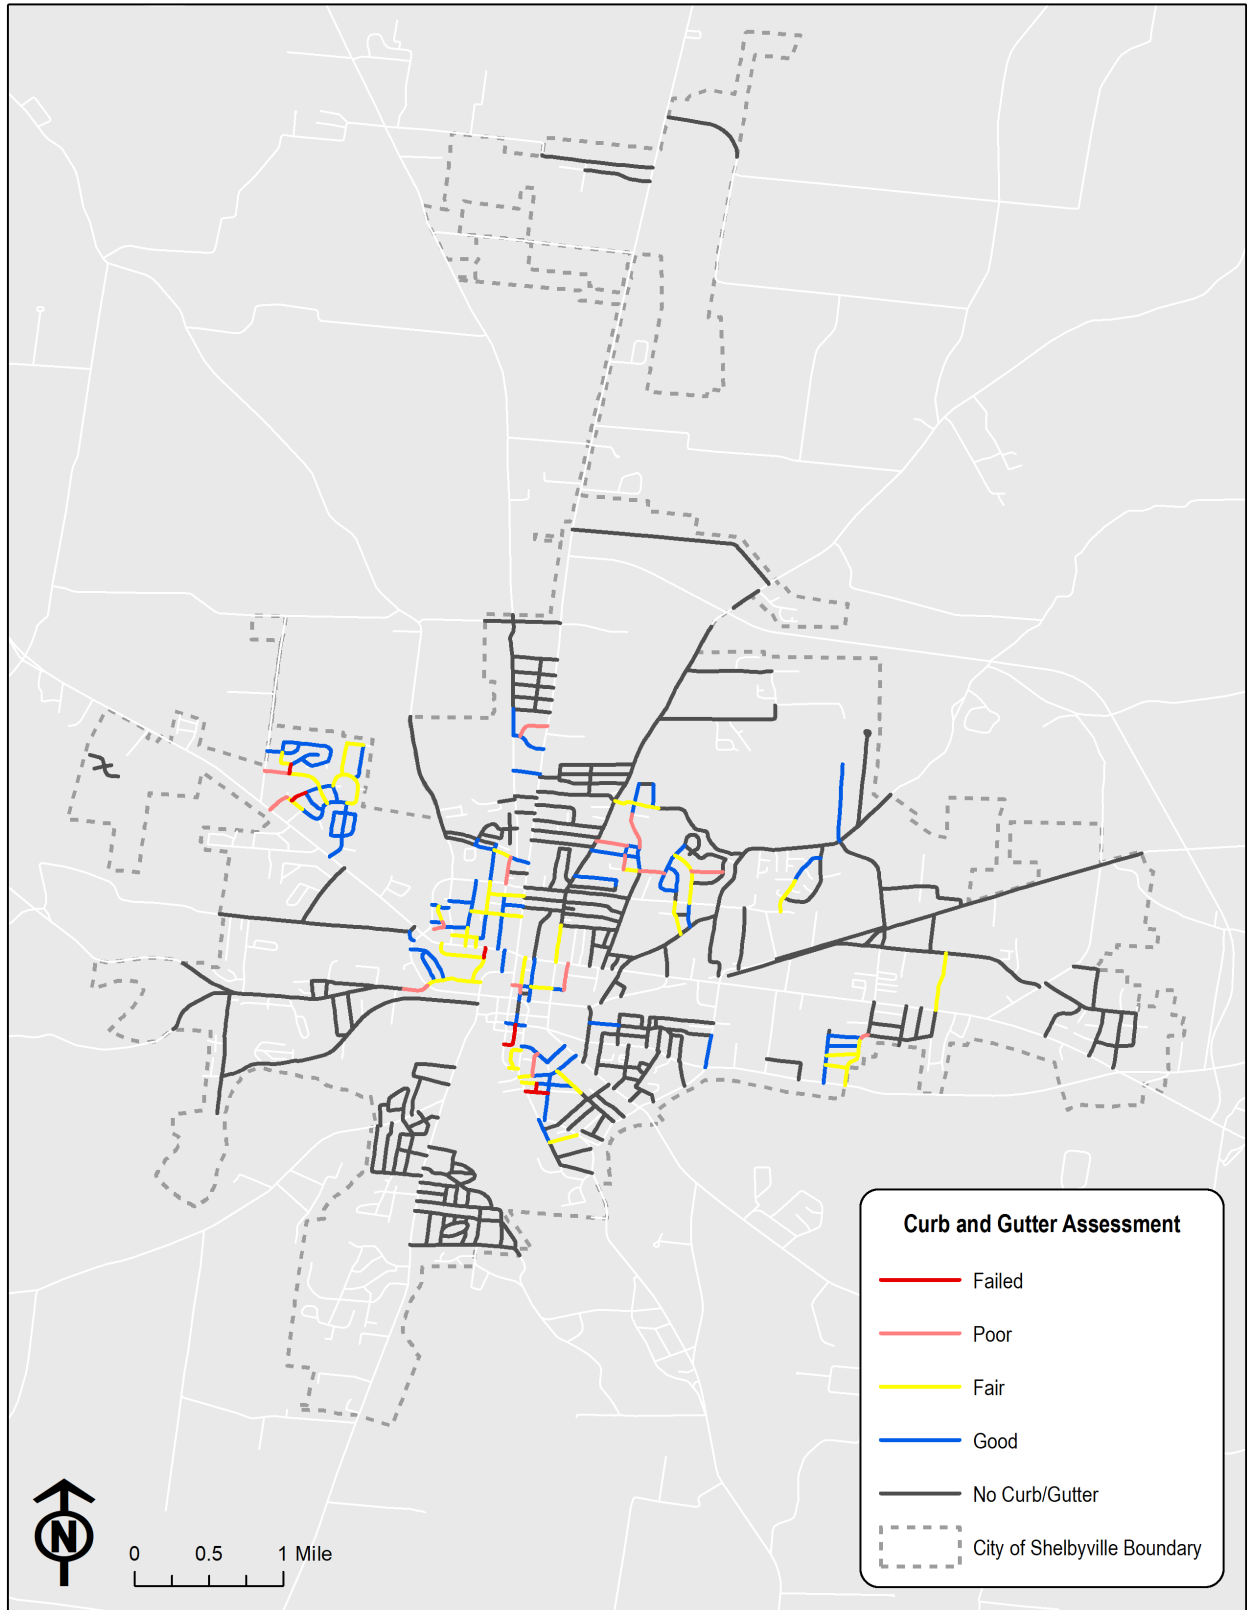 Curb and Gutter Assessment
Failed
Poor
Fair
Good
No Curb/Gutter
City of Shelbyville Boundary
N
0 0.5 1 Mile